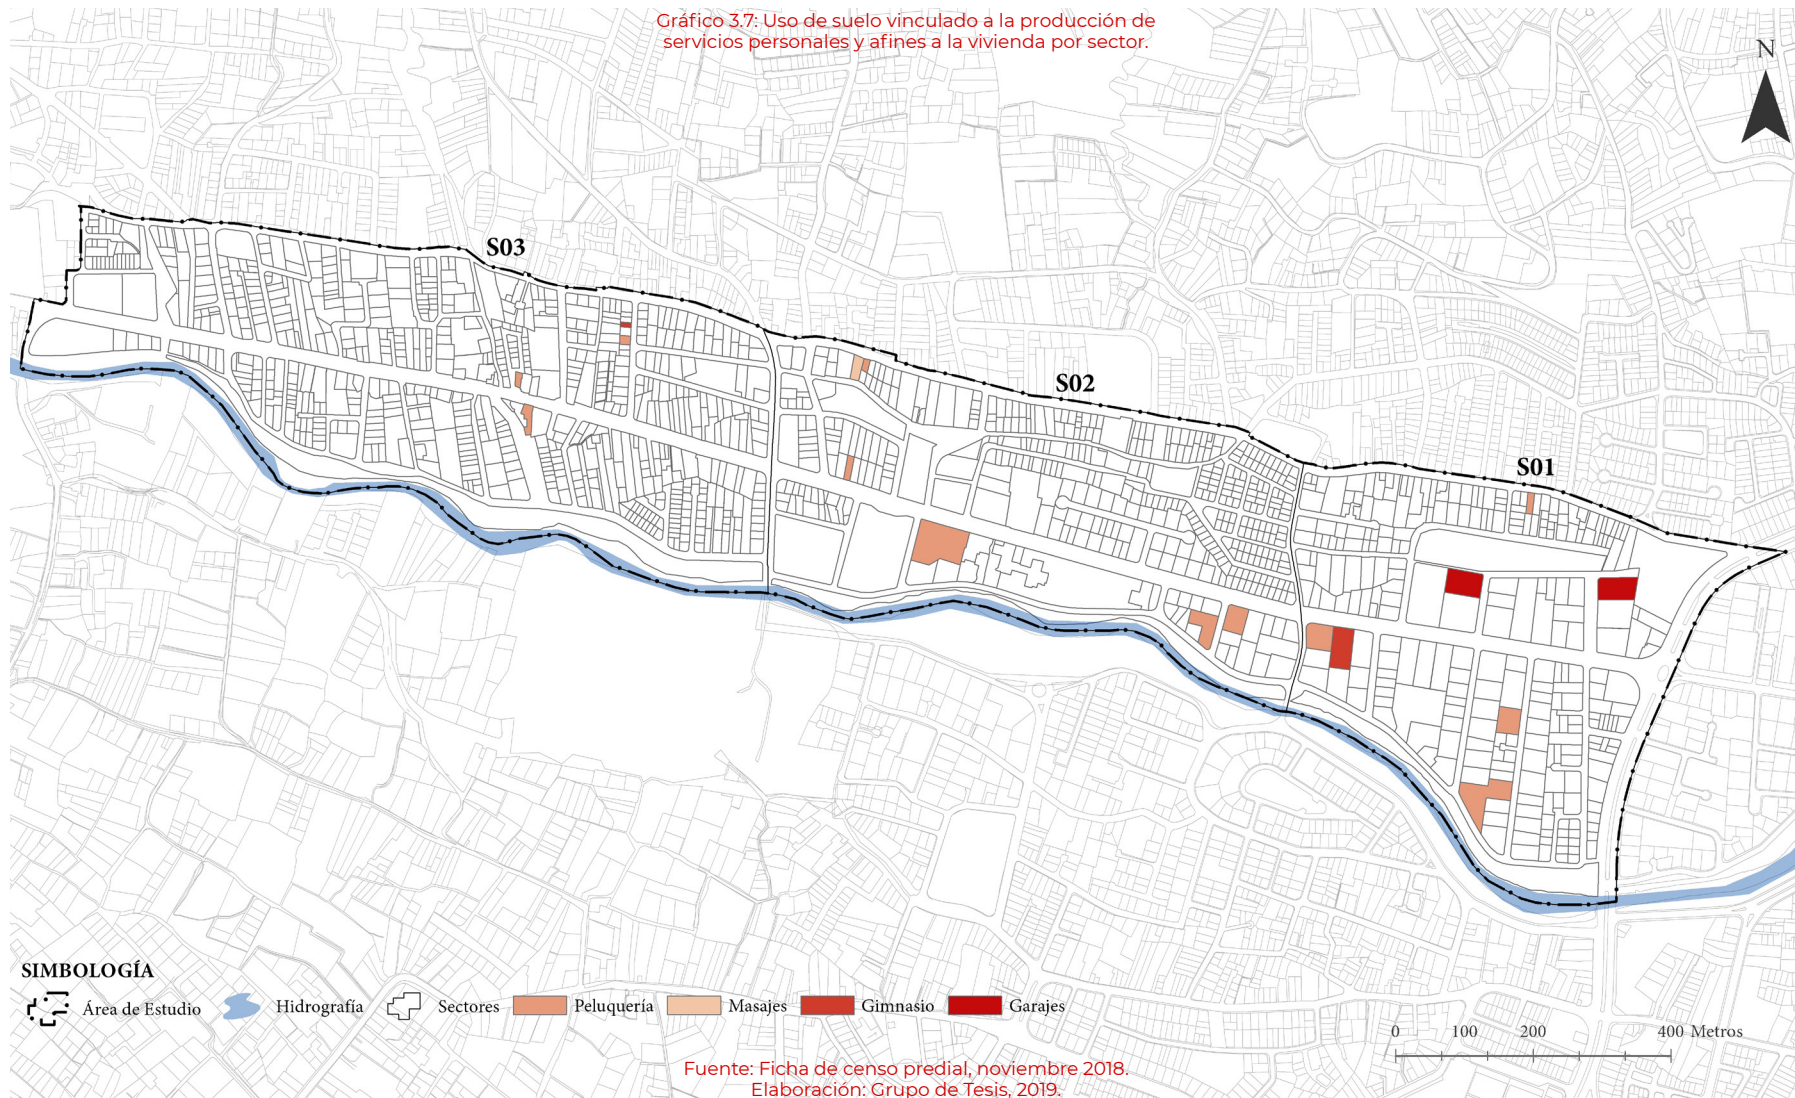 Gráfico 3.7: Uso de suelo vinculado a la producción de
servicios personales y afines a la vivienda por sector.
N
S03
S02
S01
SIMBOLOGÍA
Área de Estudio
Hidrografía
Sectores
Peluquería
Masajes
Gimnasio
Garajes
0 100 200 400 Metros
Fuente: Ficha de censo predial, noviembre 2018.
Elaboración: Grupo de Tesis, 2019.